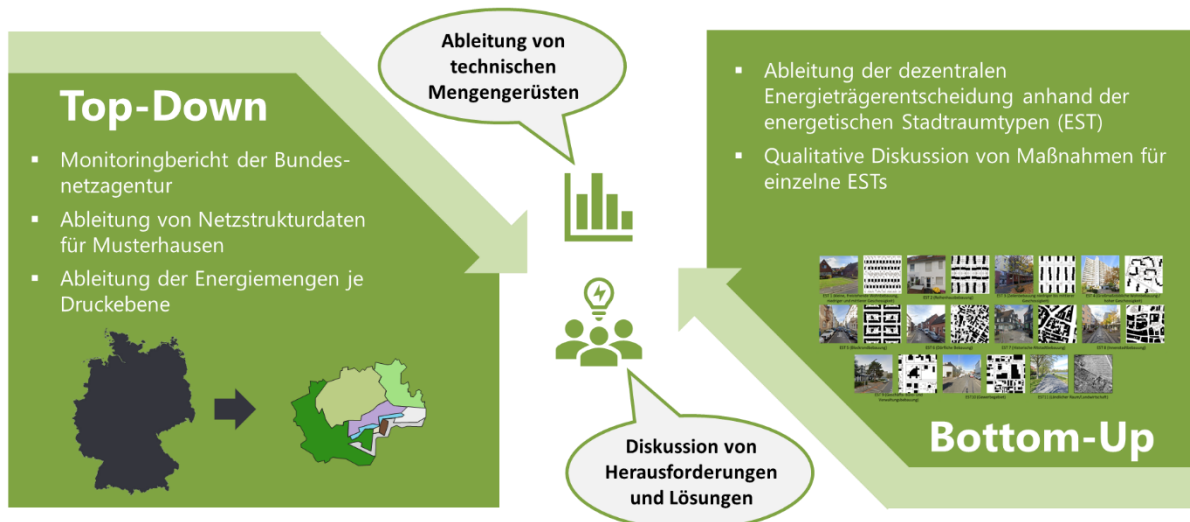 Top-Down
▪ Monitoringbericht der Bundes-
netzagentur
▪ Ableitung von Netzstrukturdaten
für Musterhausen
▪ Ableitung der Energiemengen je
Druckebene
Ableitung von
technischen
Mengengerüsten
Diskussion von
Herausforderungen
und Lösungen
▪ Ableitung der dezentralen
Energieträgerentscheidung anhand der
energetischen Stadtraumtypen (EST)
▪ Qualitative Diskussion von Maßnahmen für
einzelne ESTs
Bottom-Up